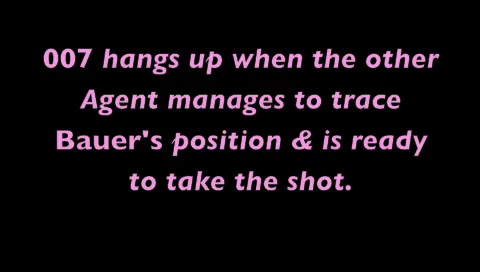 007 hangs up when the other
Agent manages to trace
Bauer's position & is ready
to take the shot.